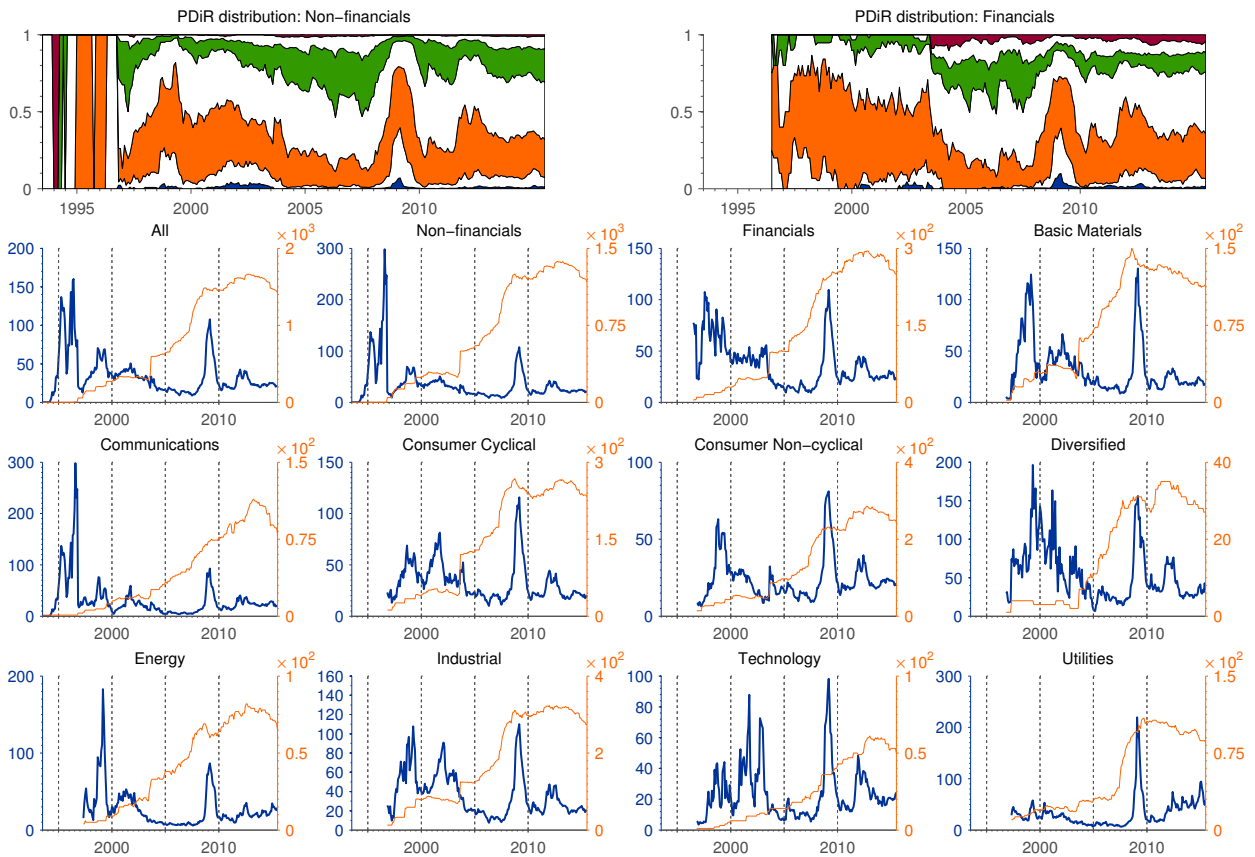 PDiR distribution: Non−financials PDiR distribution: Financials
1 1
0.5 0.5
0 0
1995 2000 2005 2010 1995 2000 2005 2010
All Non−financials Financials Basic Materials
× 10³ × 10³ × 10² × 10²
200 2 300 1.5 150 3 150 1.5
150 200 100 100
100 1 0.75 1.5 0.75
50 100 50 50
0 0 0 0 0 0 0 0
2000 2010 2000 2010 2000 2010 2000 2010
Communications Consumer Cyclical Consumer Non−cyclical Diversified
× 10² × 10² × 10²
300 1.5 150 3 100 4 200 40
200 100 150
0.75 1.5 50 2 100 20
100 50 50
0 0 0 0 0 0 0 0
2000 2010 2000 2010 2000 2010 2000 2010
Energy Industrial Technology Utilities
× 10² × 10² × 10² × 10²
200 1 160 4 100 1 300 1.5
140 80
120 200
100 60
100 0.5 80 2 0.5 0.75
60 40 100
40 20
20
0 0 0 0 0 0 0 0
2000 2010 2000 2010 2000 2010 2000 2010